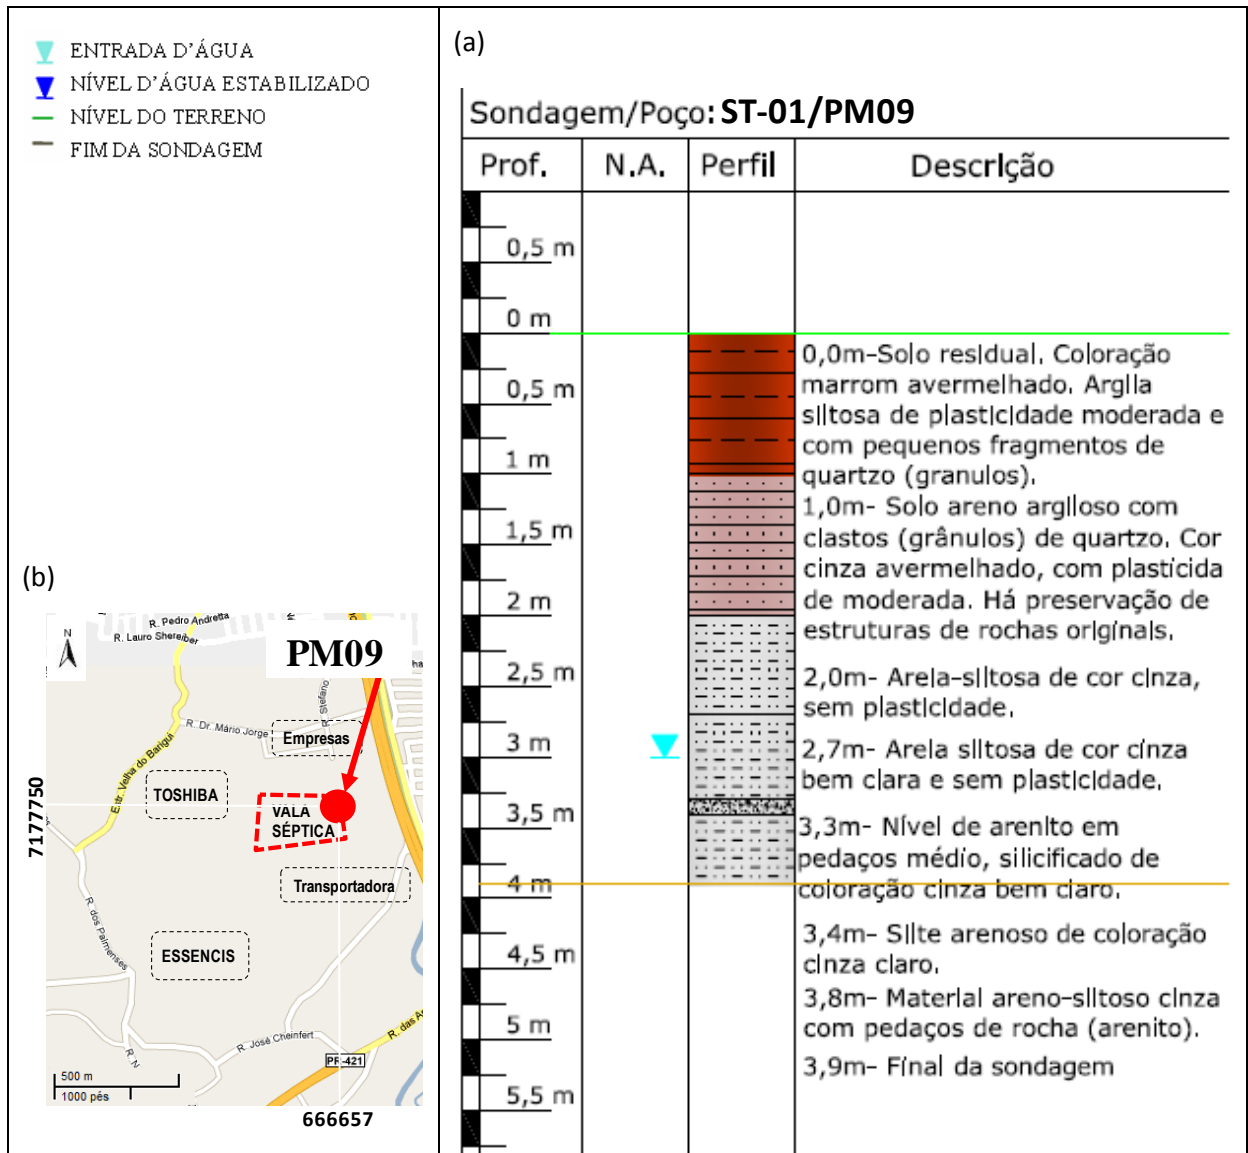 ENTRADA D'ÁGUA
NÍVEL D'ÁGUA ESTABILIZADO
NÍVEL DO TERRENO
FIM DA SONDAGEM
(a)
Sondagem/Poço: ST-01/PM09
Prof. N.A. Perfil Descrição
0,5 m
0 m
0,5 m
1 m
1,5 m
2 m
2,5 m
3 m
3,5 m
4 m
4,5 m
5 m
5,5 m
0,0m-Solo residual. Coloração
marrom avermelhado. Argila
siltosa de plasticidade moderada e
com pequenos fragmentos de
quartzo (granulos).
1,0m- Solo areno argiloso com
clastos (grânulos) de quartzo. Cor
cinza avermelhado, com plasticida
de moderada. Há preservação de
estruturas de rochas originais.
2,0m- Areia-siltosa de cor cinza,
sem plasticidade.
2,7m- Areia siltosa de cor cinza
bem clara e sem plasticidade.
3,3m- Nível de arenito em
pedaços médio, silicificado de
coloração cinza bem claro.
3,4m- Silte arenoso de coloração
cinza claro.
3,8m- Material areno-siltoso cinza
com pedaços de rocha (arenito).
3,9m- Final da sondagem
(b)
N
R. Pedro Andretta
R. Lauro Shereiber
PM09
R. Stefano
R. Dr. Mário Jorge
Empresas
Estr. Velha do Barigui
TOSHIBA
VALA
SÉPTICA
7177750
Transportadora
R. dos Palmenses
ESSENCIS
R. José Cheinfert
R. das A
R. N
PR-421
500 m
1000 pés
666657